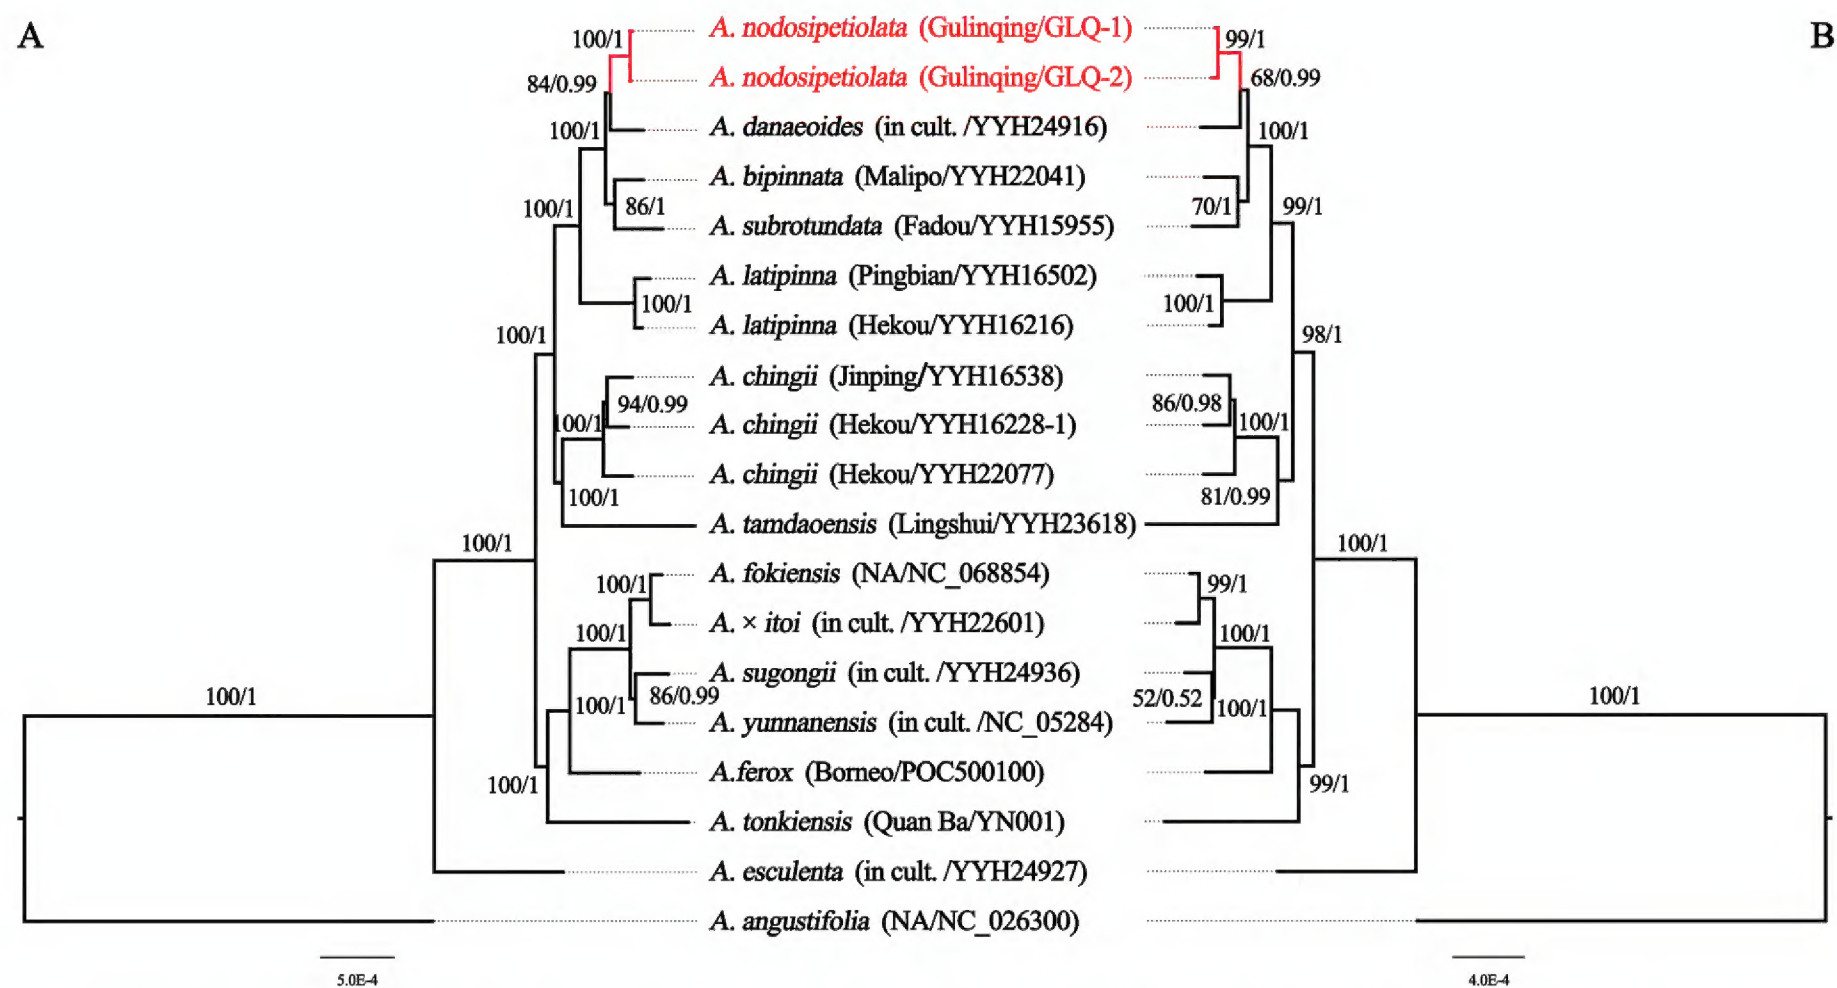 A
B
100/1
A. nodosipetiolata (Gulinqing/GLQ-1)
99/1
84/0.99
A. nodosipetiolata (Gulinqing/GLQ-2)
68/0.99
100/1
A. danaeoides (in cult. /YYH24916)
100/1
A. bipinnata (Malipo/YYH22041)
100/1
86/1
70/1
99/1
A. subrotundata (Fadou/YYH15955)
A. latipinna (Pingbian/YYH16502)
100/1
100/1
A. latipinna (Hekou/YYH16216)
100/1
98/1
A. chingii (Jinping/YYH16538)
94/0.99
86/0.98
100/1
A. chingii (Hekou/YYH16228-1)
100/1
A. chingii (Hekou/YYH22077)
100/1
81/0.99
A. tamdaoensis (Lingshui/YYH23618)
100/1
100/1
A. fokiensis (NA/NC_068854)
100/1
99/1
A. × itoi (in cult. /YYH22601)
100/1
100/1
A. sugongii (in cult. /YYH24936)
86/0.99
52/0.52
100/1
100/1
100/1
100/1
A. yunnanensis (in cult. /NC_05284)
A.ferox (Borneo/POC500100)
100/1
99/1
A. tonkiensis (Quan Ba/YN001)
A. esculenta (in cult. /YYH24927)
A. angustifolia (NA/NC_026300)
5.0E-4
4.0E-4